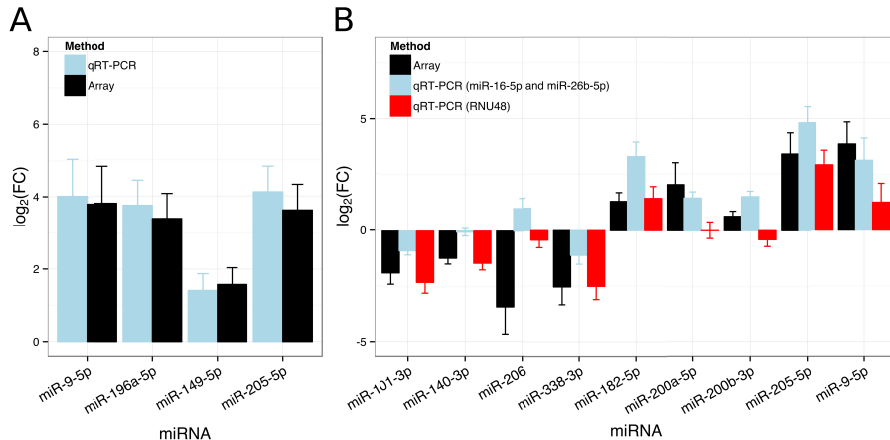 A
Method
qRT-PCR
Array
log2(FC)
8
6
4
2
0
miR-9-5p
miR-196a-5p
miR-149-5p
miR-205-5p
miRNA
B
Method
Array
qRT-PCR (miR-16-5p and miR-26b-5p)
qRT-PCR (RNU48)
log2(FC)
5
0
-5
miR-1J1-3p
miR-140-3p
miR-206
miR-338-3p
miR-182-5p
miR-200a-5p
miR-200b-3p
miR-205-5p
miR-9-5p
miRNA